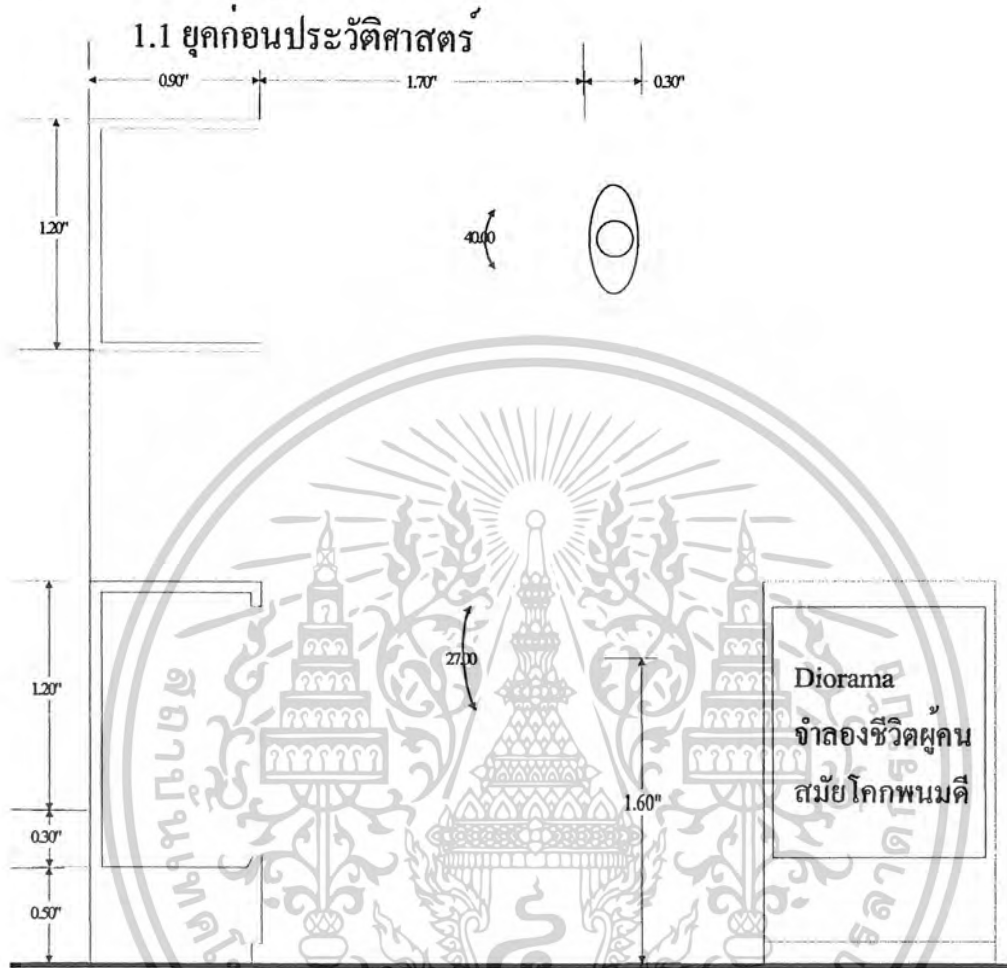 1.1 ยุคก่อนประวัติศาสตร์
0.90" 1.70" 0.30"
1.20"
40.00
1.20"
27.00
Diorama
จำลองชีวิตผู้คน
สมัยโคกพนมดี
1.60"
0.30"
0.50"